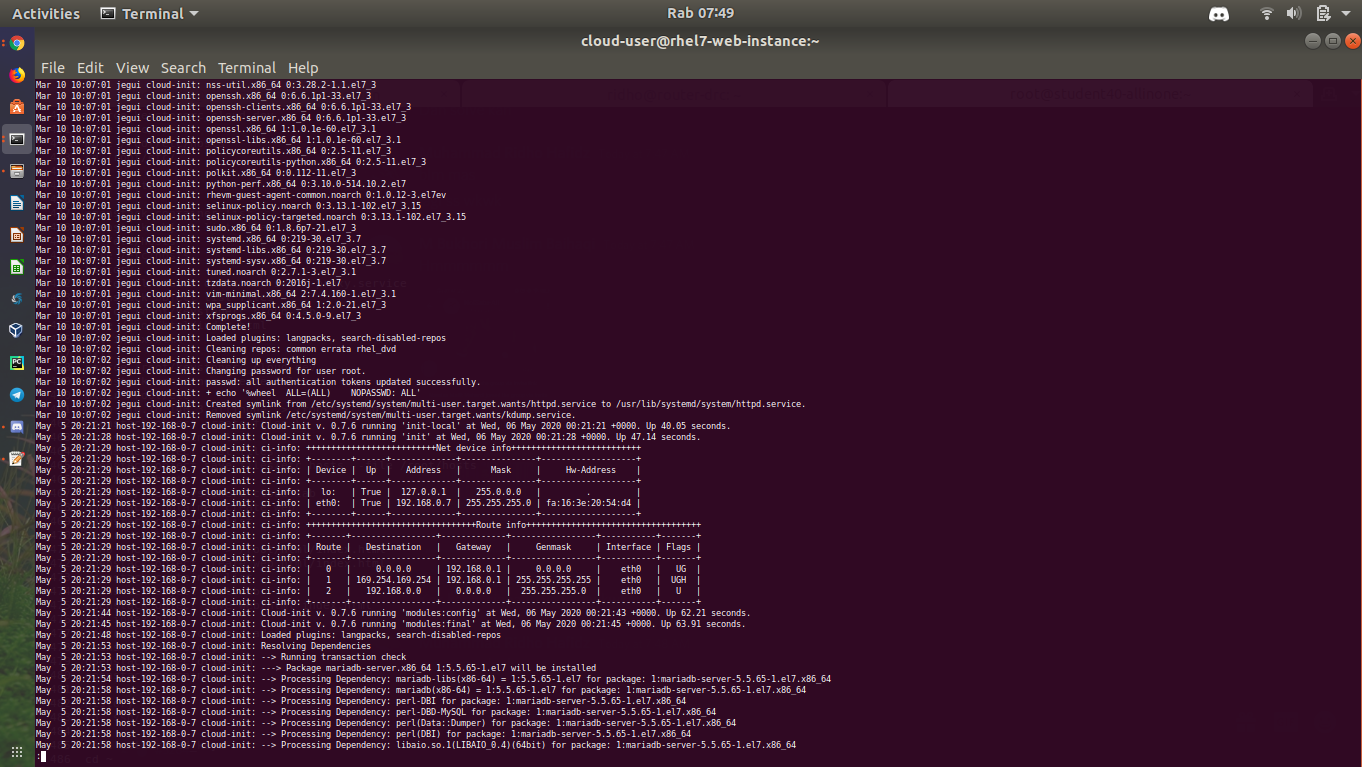 Activities Terminal Rab 07:49
cloud-user@rhel7-web-instance:~
File Edit View Search Terminal Help
Mar 10 10:07:01 jegui cloud-init: nss-util.x86_64 0:3.28.2-1.1.el7_3
Mar 10 10:07:01 jegui cloud-init: openssh.x86_64 0:6.6.1p1-33.el7_3
Mar 10 10:07:01 jegui cloud-init: openssh-clients.x86_64 0:6.6.1p1-33.el7_3
Mar 10 10:07:01 jegui cloud-init: openssh-server.x86_64 0:6.6.1p1-33.el7_3
Mar 10 10:07:01 jegui cloud-init: openssl.x86_64 1:1.0.1e-60.el7_3.1
Mar 10 10:07:01 jegui cloud-init: openssl-libs.x86_64 1:1.0.1e-60.el7_3.1
Mar 10 10:07:01 jegui cloud-init: policycoreutils.x86_64 0:2.5-11.el7_3
Mar 10 10:07:01 jegui cloud-init: policycoreutils-python.x86_64 0:2.5-11.el7_3
Mar 10 10:07:01 jegui cloud-init: polkit.x86_64 0:0.112-11.el7_3
Mar 10 10:07:01 jegui cloud-init: python-perf.x86_64 0:3.10.0-514.10.2.el7
Mar 10 10:07:01 jegui cloud-init: rhevm-guest-agent-common.noarch 0:1.0.12-3.el7ev
Mar 10 10:07:01 jegui cloud-init: selinux-policy.noarch 0:3.13.1-102.el7_3.15
Mar 10 10:07:01 jegui cloud-init: selinux-policy-targeted.noarch 0:3.13.1-102.el7_3.15
Mar 10 10:07:01 jegui cloud-init: sudo.x86_64 0:1.8.6p7-21.el7_3
Mar 10 10:07:01 jegui cloud-init: systemd.x86_64 0:219-30.el7_3.7
Mar 10 10:07:01 jegui cloud-init: systemd-libs.x86_64 0:219-30.el7_3.7
Mar 10 10:07:01 jegui cloud-init: systemd-sysv.x86_64 0:219-30.el7_3.7
Mar 10 10:07:01 jegui cloud-init: tuned.noarch 0:2.7.1-3.el7_3.1
Mar 10 10:07:01 jegui cloud-init: tzdata.noarch 0:2016j-1.el7
Mar 10 10:07:01 jegui cloud-init: vim-minimal.x86_64 2:7.4.160-1.el7_3.1
Mar 10 10:07:01 jegui cloud-init: wpa_supplicant.x86_64 1:2.0-21.el7_3
Mar 10 10:07:01 jegui cloud-init: xfsprogs.x86_64 0:4.5.0-9.el7_3
Mar 10 10:07:01 jegui cloud-init: Complete!
Mar 10 10:07:02 jegui cloud-init: Loaded plugins: langpacks, search-disabled-repos
Mar 10 10:07:02 jegui cloud-init: Cleaning repos: common errata rhel_dvd
Mar 10 10:07:02 jegui cloud-init: Cleaning up everything
Mar 10 10:07:02 jegui cloud-init: Changing password for user root.
Mar 10 10:07:02 jegui cloud-init: passwd: all authentication tokens updated successfully.
Mar 10 10:07:02 jegui cloud-init: + echo '%wheel  ALL=(ALL)    NOPASSWD: ALL'
Mar 10 10:07:02 jegui cloud-init: Created symlink from /etc/systemd/system/multi-user.target.wants/httpd.service to /usr/lib/systemd/system/httpd.service.
Mar 10 10:07:02 jegui cloud-init: Removed symlink /etc/systemd/system/multi-user.target.wants/kdump.service.
May  5 20:21:21 host-192-168-0-7 cloud-init: Cloud-init v. 0.7.6 running 'init-local' at Wed, 06 May 2020 00:21:21 +0000. Up 40.05 seconds.
May  5 20:21:28 host-192-168-0-7 cloud-init: Cloud-init v. 0.7.6 running 'init' at Wed, 06 May 2020 00:21:28 +0000. Up 47.14 seconds.
May  5 20:21:29 host-192-168-0-7 cloud-init: ci-info: ++++++++++++++++++++++++++Net device info++++++++++++++++++++++++++
May  5 20:21:29 host-192-168-0-7 cloud-init: ci-info: +--------+------+-------------+---------------+-------------------+
May  5 20:21:29 host-192-168-0-7 cloud-init: ci-info: | Device |  Up  |   Address   |      Mask     |     Hw-Address    |
May  5 20:21:29 host-192-168-0-7 cloud-init: ci-info: +--------+------+-------------+---------------+-------------------+
May  5 20:21:29 host-192-168-0-7 cloud-init: ci-info: |  lo:   | True |  127.0.0.1  |   255.0.0.0   |         .         |
May  5 20:21:29 host-192-168-0-7 cloud-init: ci-info: | eth0:  | True | 192.168.0.7 | 255.255.255.0 | fa:16:3e:20:54:d4 |
May  5 20:21:29 host-192-168-0-7 cloud-init: ci-info: +--------+------+-------------+---------------+-------------------+
May  5 20:21:29 host-192-168-0-7 cloud-init: ci-info: ++++++++++++++++++++++++++++++++++Route info+++++++++++++++++++++++++++++++++++
May  5 20:21:29 host-192-168-0-7 cloud-init: ci-info: +-------+-----------------+-------------+-----------------+-----------+-------+
May  5 20:21:29 host-192-168-0-7 cloud-init: ci-info: | Route |   Destination   |   Gateway   |     Genmask     | Interface | Flags |
May  5 20:21:29 host-192-168-0-7 cloud-init: ci-info: +-------+-----------------+-------------+-----------------+-----------+-------+
May  5 20:21:29 host-192-168-0-7 cloud-init: ci-info: |   0   |     0.0.0.0     | 192.168.0.1 |     0.0.0.0     |    eth0   |   UG  |
May  5 20:21:29 host-192-168-0-7 cloud-init: ci-info: |   1   | 169.254.169.254 | 192.168.0.1 | 255.255.255.255 |    eth0   |  UGH  |
May  5 20:21:29 host-192-168-0-7 cloud-init: ci-info: |   2   |   192.168.0.0   |   0.0.0.0   |  255.255.255.0  |    eth0   |   U   |
May  5 20:21:29 host-192-168-0-7 cloud-init: ci-info: +-------+-----------------+-------------+-----------------+-----------+-------+
May  5 20:21:44 host-192-168-0-7 cloud-init: Cloud-init v. 0.7.6 running 'modules:config' at Wed, 06 May 2020 00:21:43 +0000. Up 62.21 seconds.
May  5 20:21:45 host-192-168-0-7 cloud-init: Cloud-init v. 0.7.6 running 'modules:final' at Wed, 06 May 2020 00:21:45 +0000. Up 63.91 seconds.
May  5 20:21:48 host-192-168-0-7 cloud-init: Loaded plugins: langpacks, search-disabled-repos
May  5 20:21:53 host-192-168-0-7 cloud-init: Resolving Dependencies
May  5 20:21:53 host-192-168-0-7 cloud-init: --> Running transaction check
May  5 20:21:53 host-192-168-0-7 cloud-init: ---> Package mariadb-server.x86_64 1:5.5.65-1.el7 will be installed
May  5 20:21:54 host-192-168-0-7 cloud-init: --> Processing Dependency: mariadb-libs(x86-64) = 1:5.5.65-1.el7 for package: 1:mariadb-server-5.5.65-1.el7.x86_64
May  5 20:21:58 host-192-168-0-7 cloud-init: --> Processing Dependency: mariadb(x86-64) = 1:5.5.65-1.el7 for package: 1:mariadb-server-5.5.65-1.el7.x86_64
May  5 20:21:58 host-192-168-0-7 cloud-init: --> Processing Dependency: perl-DBI for package: 1:mariadb-server-5.5.65-1.el7.x86_64
May  5 20:21:58 host-192-168-0-7 cloud-init: --> Processing Dependency: perl-DBD-MySQL for package: 1:mariadb-server-5.5.65-1.el7.x86_64
May  5 20:21:58 host-192-168-0-7 cloud-init: --> Processing Dependency: perl(Data::Dumper) for package: 1:mariadb-server-5.5.65-1.el7.x86_64
May  5 20:21:58 host-192-168-0-7 cloud-init: --> Processing Dependency: perl(DBI) for package: 1:mariadb-server-5.5.65-1.el7.x86_64
May  5 20:21:58 host-192-168-0-7 cloud-init: --> Processing Dependency: libaio.so.1(LIBAIO_0.4)(64bit) for package: 1:mariadb-server-5.5.65-1.el7.x86_64
: